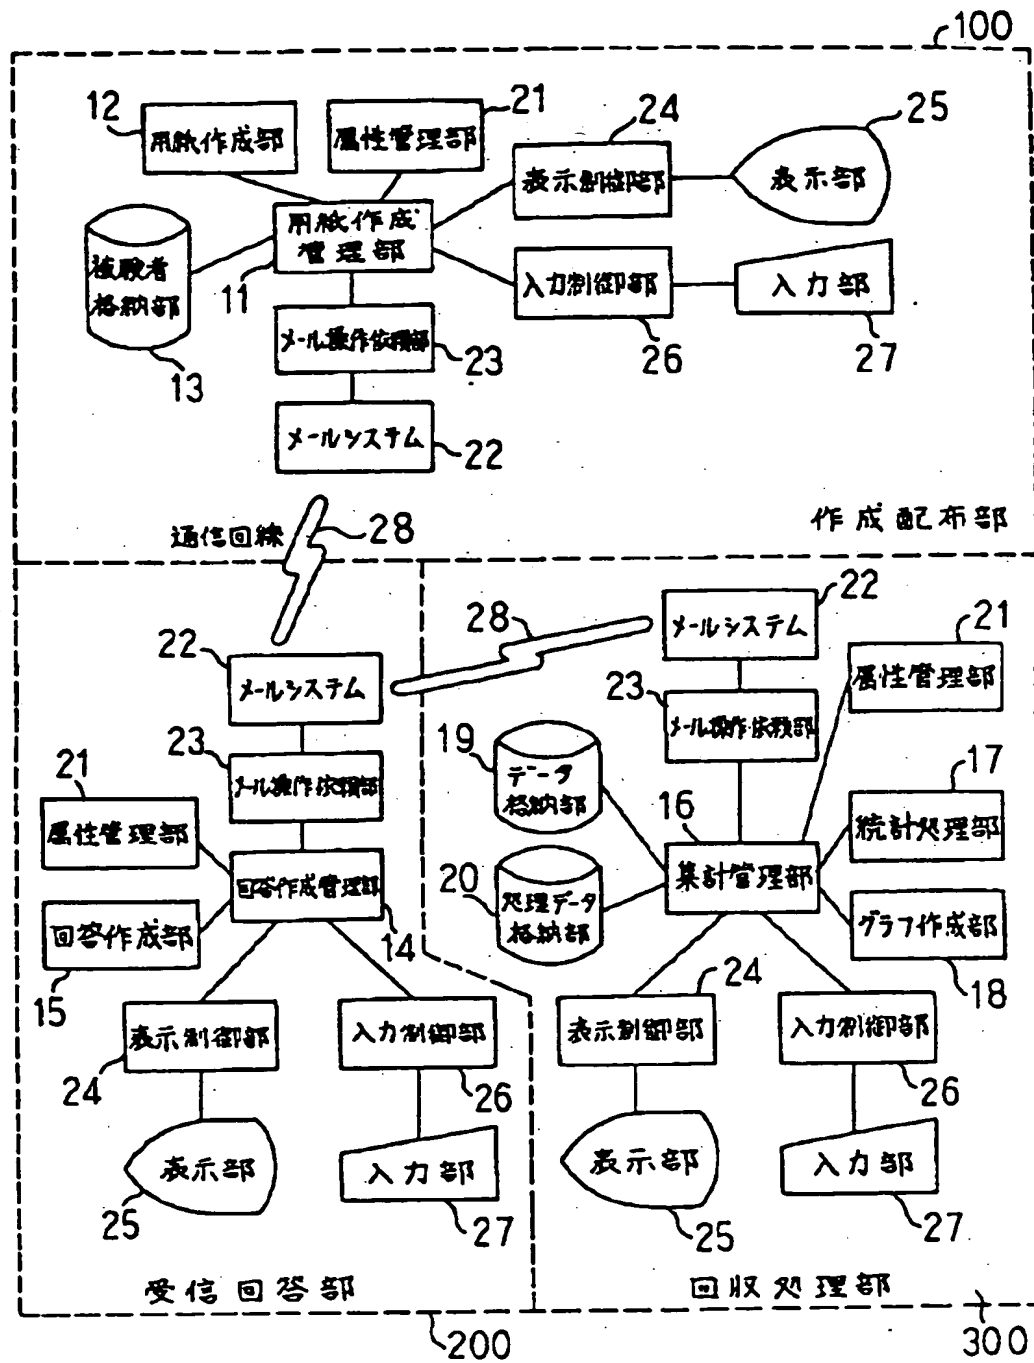 100
12
用紙作成部
21
属性管理部
24
表示制御部
25
表示部
被験者
格納部
13
用紙作成
管理部
11
入力制御部
26
入力部
27
メール操作依頼部
23
メールシステム
22
通信回線
28
作成配布部
22
メールシステム
23
メール操作依頼部
21
属性管理部
回答作成管理部
14
回答作成部
15
表示制御部
24
入力制御部
26
表示部
25
入力部
27
受信回答部
200
28
メールシステム
22
21
属性管理部
23
メール操作依頼部
19
データ
格納部
16
集計管理部
17
統計処理部
20
処理データ
格納部
グラフ作成部
18
24
表示制御部
入力制御部
26
表示部
25
入力部
27
回収処理部
300